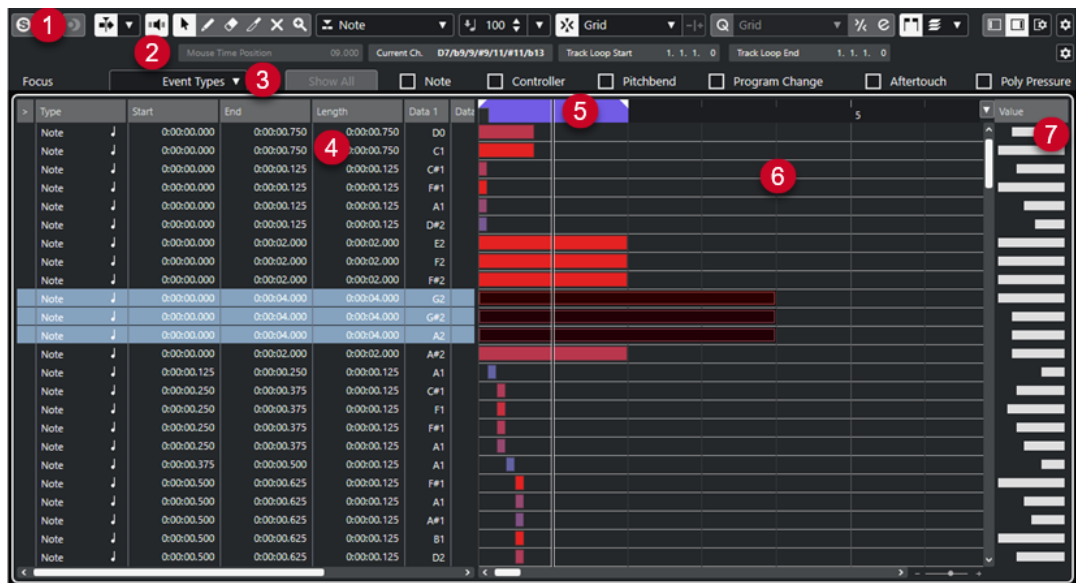 S 1 Note 100 Grid Q Grid
2 Mouse Time Position 09.000 Current Ch. D7/b9/9/#9/11/#11/b13 Track Loop Start 1. 1. 1. 0 Track Loop End 1. 1. 1. 0
Focus Event Types 3 Show All Note Controller Pitchbend Program Change Aftertouch Poly Pressure
> Type Start End Length Data 1 Data 5 5 Value
Note 0:00:00.000 0:00:00.750 0:00:00.750 D0 7
Note 0:00:00.000 0:00:00.750 4 0:00:00.750 C1
Note 0:00:00.000 0:00:00.125 0:00:00.125 C#1 6
Note 0:00:00.000 0:00:00.125 0:00:00.125 F#1
Note 0:00:00.000 0:00:00.125 0:00:00.125 A1
Note 0:00:00.000 0:00:00.125 0:00:00.125 D#2
Note 0:00:00.000 0:00:02.000 0:00:02.000 E2
Note 0:00:00.000 0:00:02.000 0:00:02.000 F2
Note 0:00:00.000 0:00:02.000 0:00:02.000 F#2
Note 0:00:00.000 0:00:04.000 0:00:04.000 G2
Note 0:00:00.000 0:00:04.000 0:00:04.000 G#2
Note 0:00:00.000 0:00:04.000 0:00:04.000 A2
Note 0:00:00.000 0:00:02.000 0:00:02.000 A#2
Note 0:00:00.125 0:00:00.250 0:00:00.125 A1
Note 0:00:00.250 0:00:00.375 0:00:00.125 C#1
Note 0:00:00.250 0:00:00.375 0:00:00.125 F1
Note 0:00:00.250 0:00:00.375 0:00:00.125 F#1
Note 0:00:00.250 0:00:00.375 0:00:00.125 A1
Note 0:00:00.375 0:00:00.500 0:00:00.125 A1
Note 0:00:00.500 0:00:00.625 0:00:00.125 F#1
Note 0:00:00.500 0:00:00.625 0:00:00.125 A1
Note 0:00:00.500 0:00:00.625 0:00:00.125 A#1
Note 0:00:00.500 0:00:00.625 0:00:00.125 B1
Note 0:00:00.500 0:00:00.625 0:00:00.125 D2